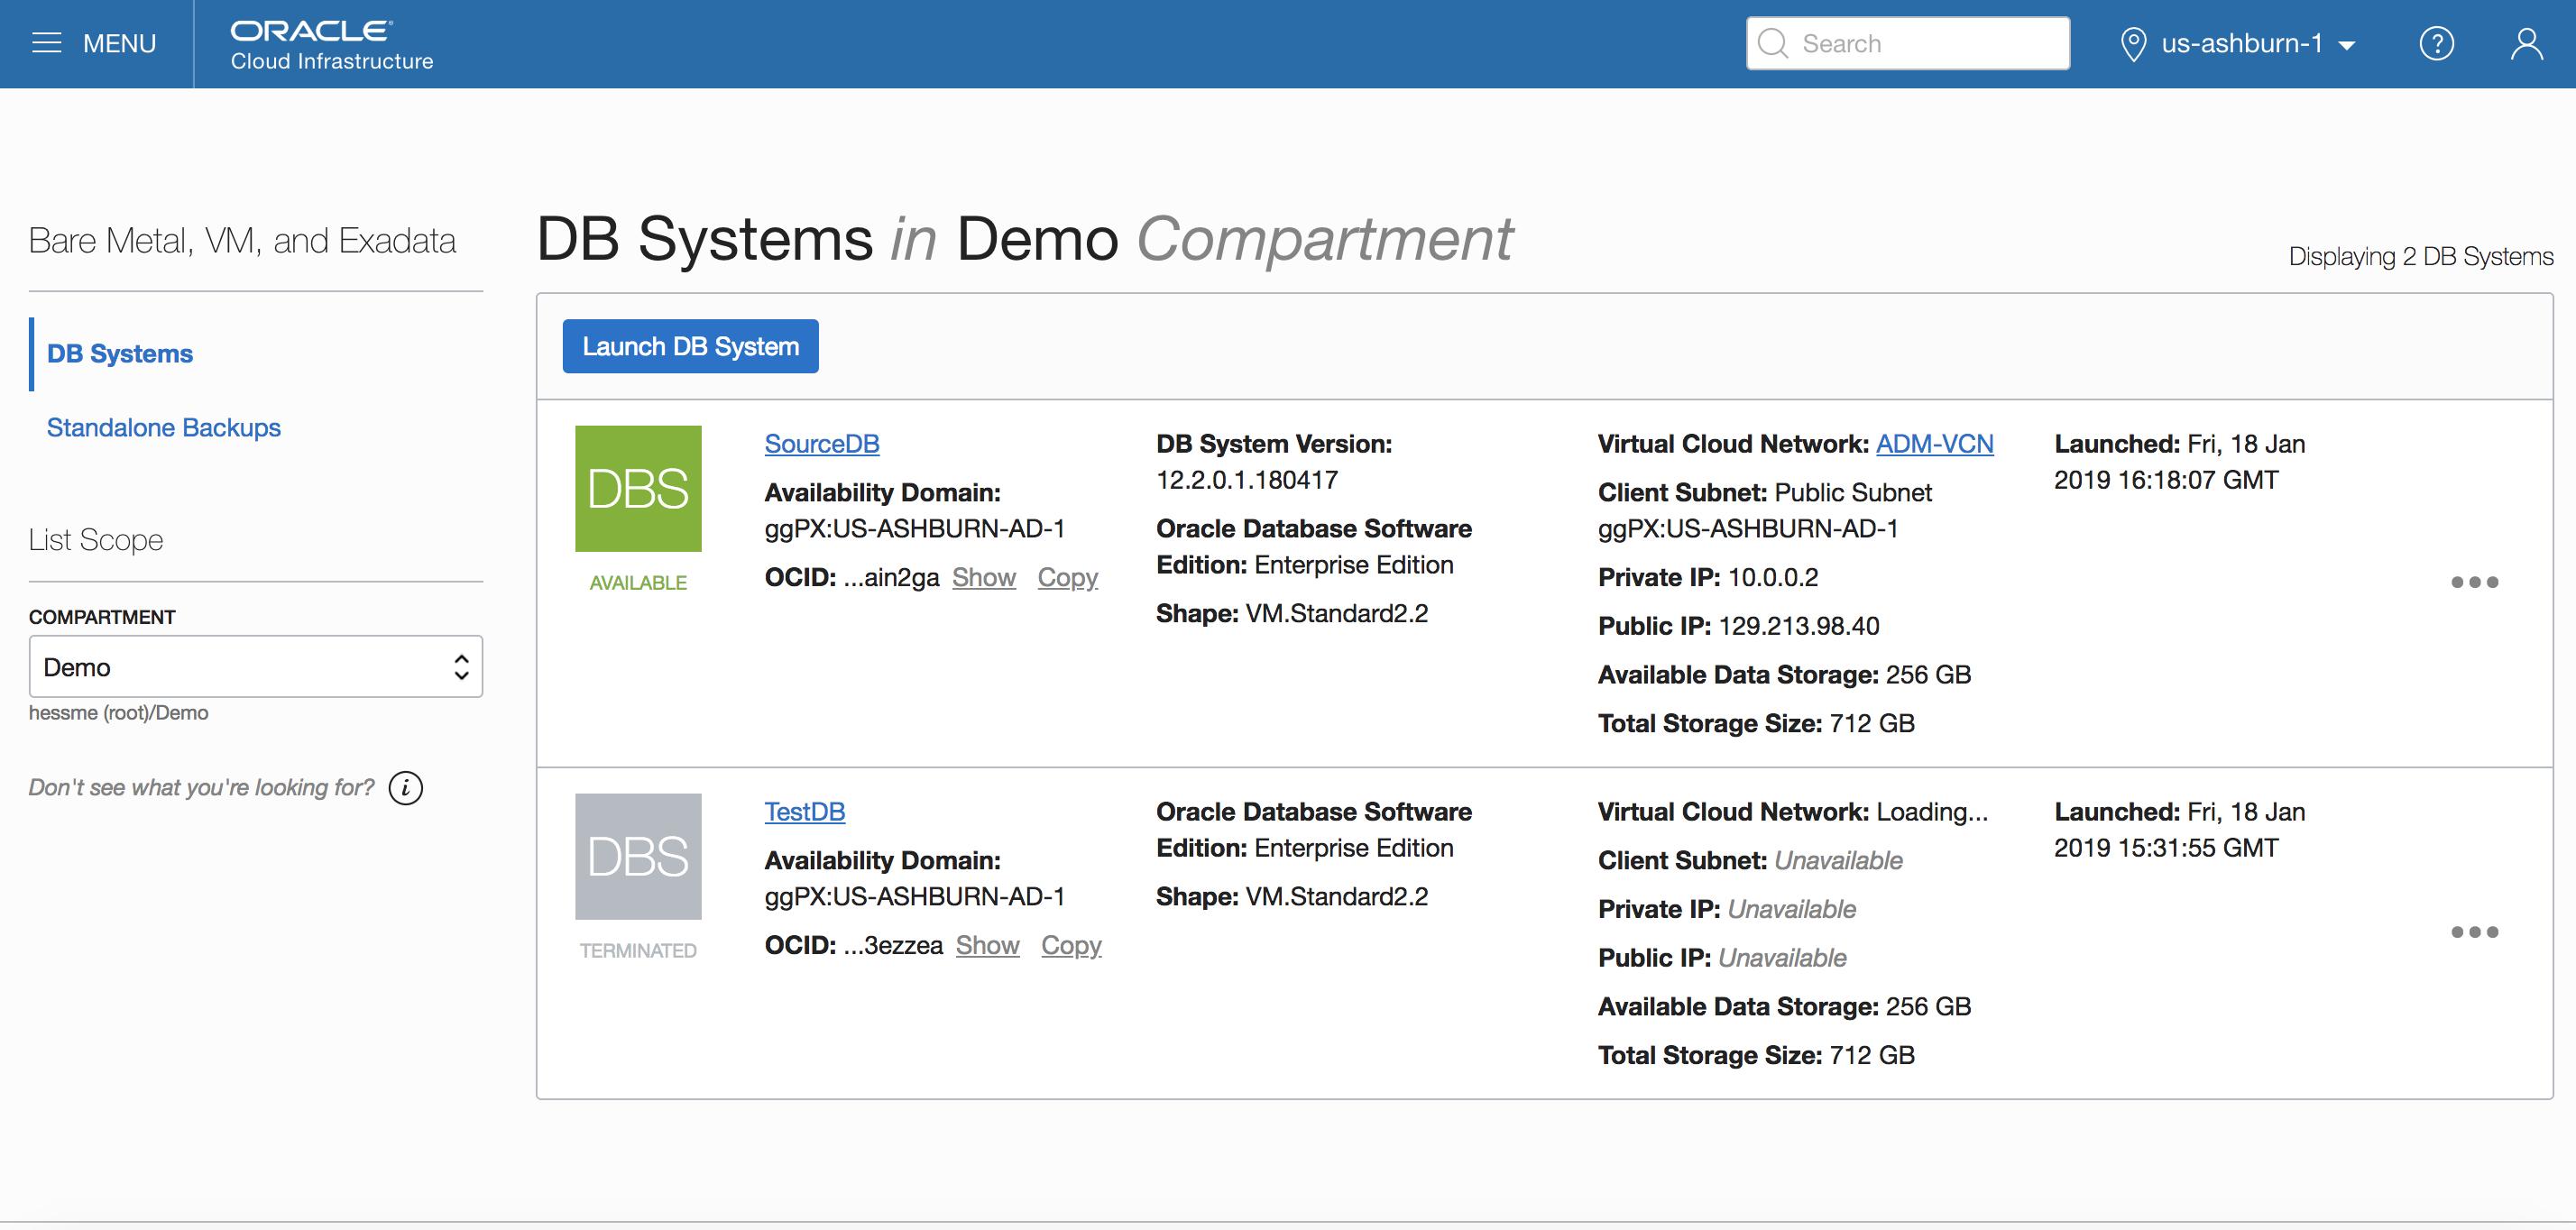 MENU
ORACLE
Cloud Infrastructure
Search
us-ashburn-1
?
Bare Metal, VM, and Exadata
DB Systems
Standalone Backups
List Scope
COMPARTMENT
Demo
hessme (root)/Demo
Don't see what you're looking for? i
DB Systems in Demo Compartment
Displaying 2 DB Systems
Launch DB System
DBS
AVAILABLE
SourceDB
Availability Domain:
ggPX:US-ASHBURN-AD-1
OCID: ...ain2ga Show Copy
DB System Version:
12.2.0.1.180417
Oracle Database Software
Edition: Enterprise Edition
Shape: VM.Standard2.2
Virtual Cloud Network: ADM-VCN
Client Subnet: Public Subnet
ggPX:US-ASHBURN-AD-1
Private IP: 10.0.0.2
Public IP: 129.213.98.40
Available Data Storage: 256 GB
Total Storage Size: 712 GB
Launched: Fri, 18 Jan
2019 16:18:07 GMT
DBS
TERMINATED
TestDB
Availability Domain:
ggPX:US-ASHBURN-AD-1
OCID: ...3ezzea Show Copy
Oracle Database Software
Edition: Enterprise Edition
Shape: VM.Standard2.2
Virtual Cloud Network: Loading...
Client Subnet: Unavailable
Private IP: Unavailable
Public IP: Unavailable
Available Data Storage: 256 GB
Total Storage Size: 712 GB
Launched: Fri, 18 Jan
2019 15:31:55 GMT